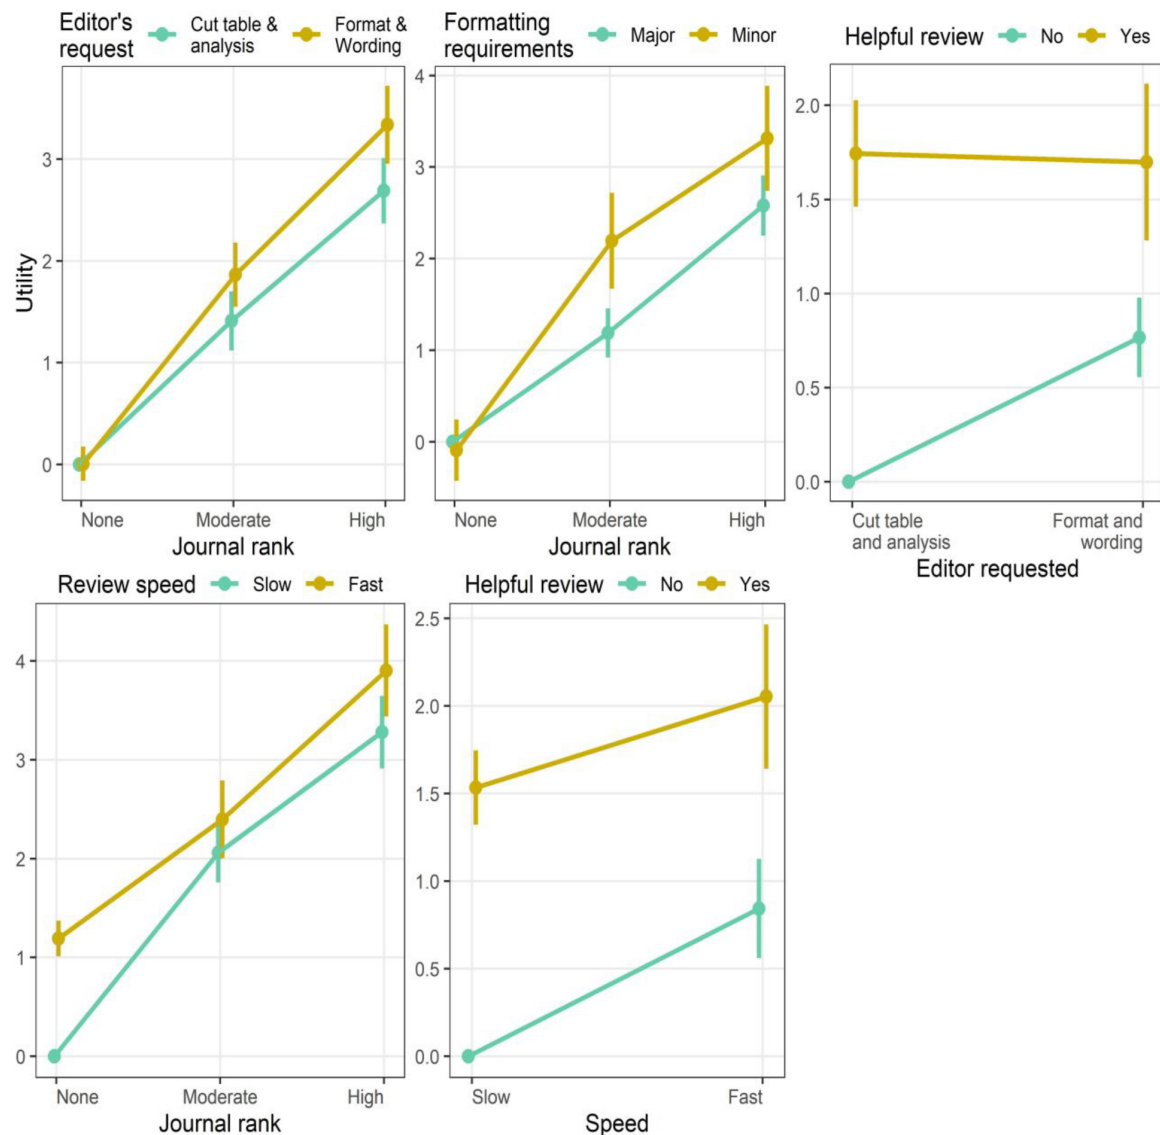 Editor's
request
Cut table &
analysis
Format &
Wording
Utility
3
2
1
0
None
Moderate
High
Journal rank
Formatting
requirements
Major
Minor
4
3
2
1
0
None
Moderate
High
Journal rank
Helpful review
No
Yes
2.0
1.5
1.0
0.5
0.0
Cut table
and analysis
Format and
wording
Editor requested
Review speed
Slow
Fast
4
3
2
1
0
None
Moderate
High
Journal rank
Helpful review
No
Yes
2.5
2.0
1.5
1.0
0.5
0.0
Slow
Fast
Speed